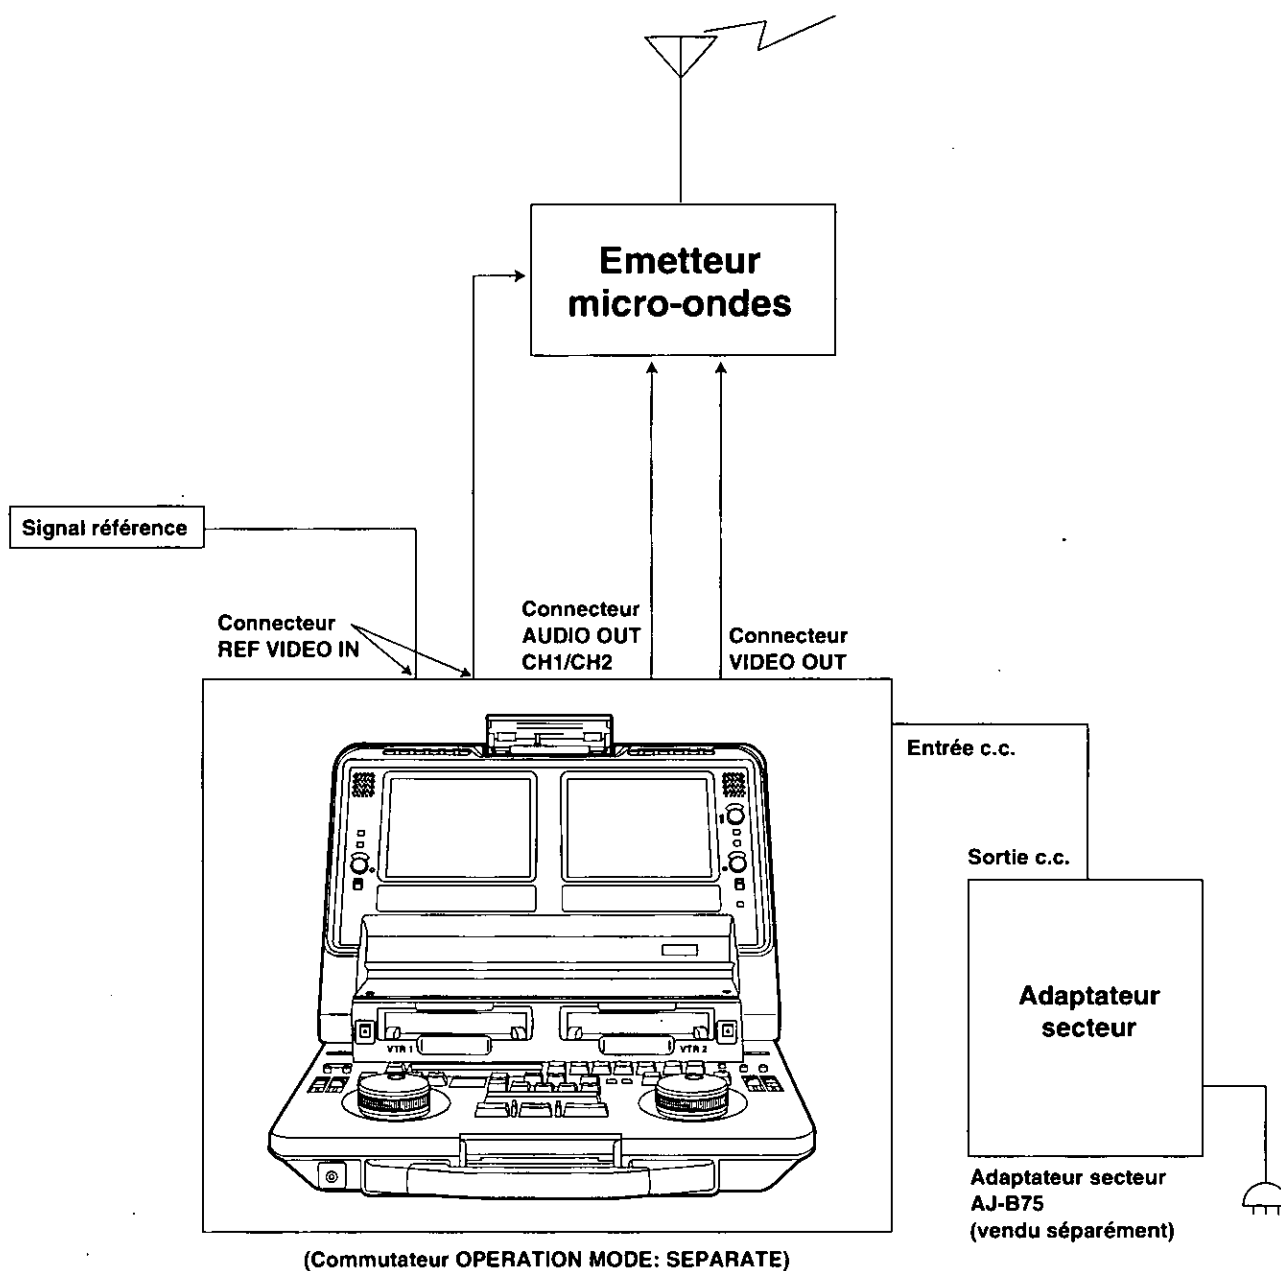 Emetteur
micro-ondes
Signal référence
Connecteur
REF VIDEO IN
Connecteur
AUDIO OUT
CH1/CH2
Connecteur
VIDEO OUT
Entrée c.c.
Sortie c.c.
Adaptateur
secteur
VTR 1
VTR 2
Adaptateur secteur
AJ-B75
(vendu séparément)
(Commutateur OPERATION MODE: SEPARATE)